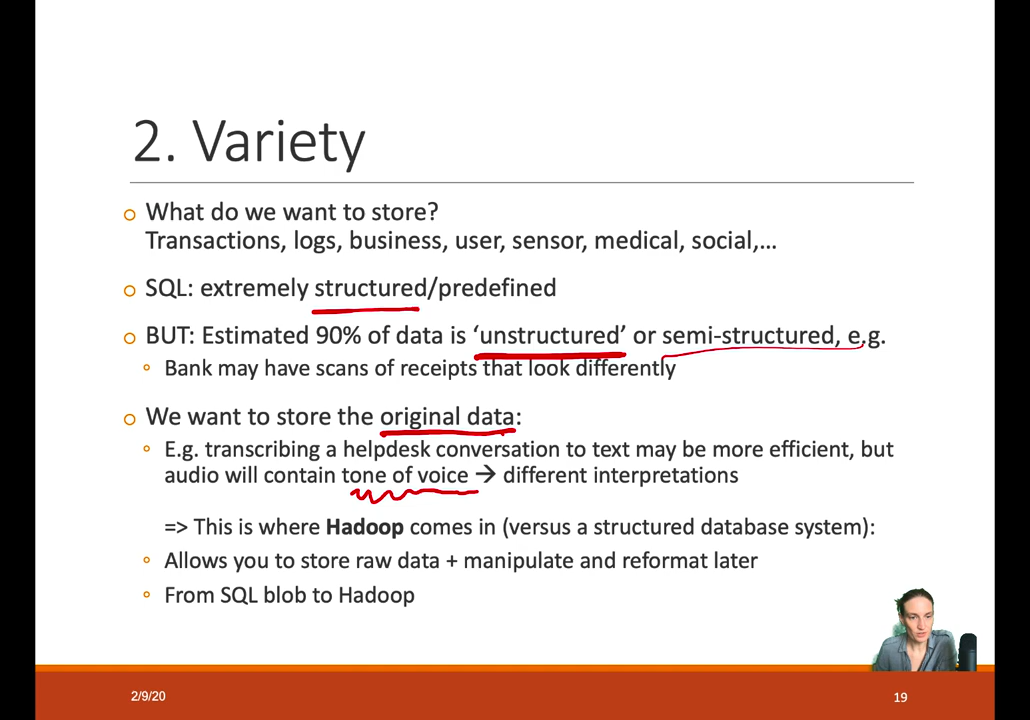 2. Variety
o What do we want to store?
Transactions, logs, business, user, sensor, medical, social,...
o SQL: extremely structured/predefined
o BUT: Estimated 90% of data is ‘unstructured’ or semi-structured, e.g.
◦ Bank may have scans of receipts that look differently
o We want to store the original data:
◦ E.g. transcribing a helpdesk conversation to text may be more efficient, but
audio will contain tone of voice → different interpretations
=> This is where Hadoop comes in (versus a structured database system):
◦ Allows you to store raw data + manipulate and reformat later
◦ From SQL blob to Hadoop
2/9/20
19